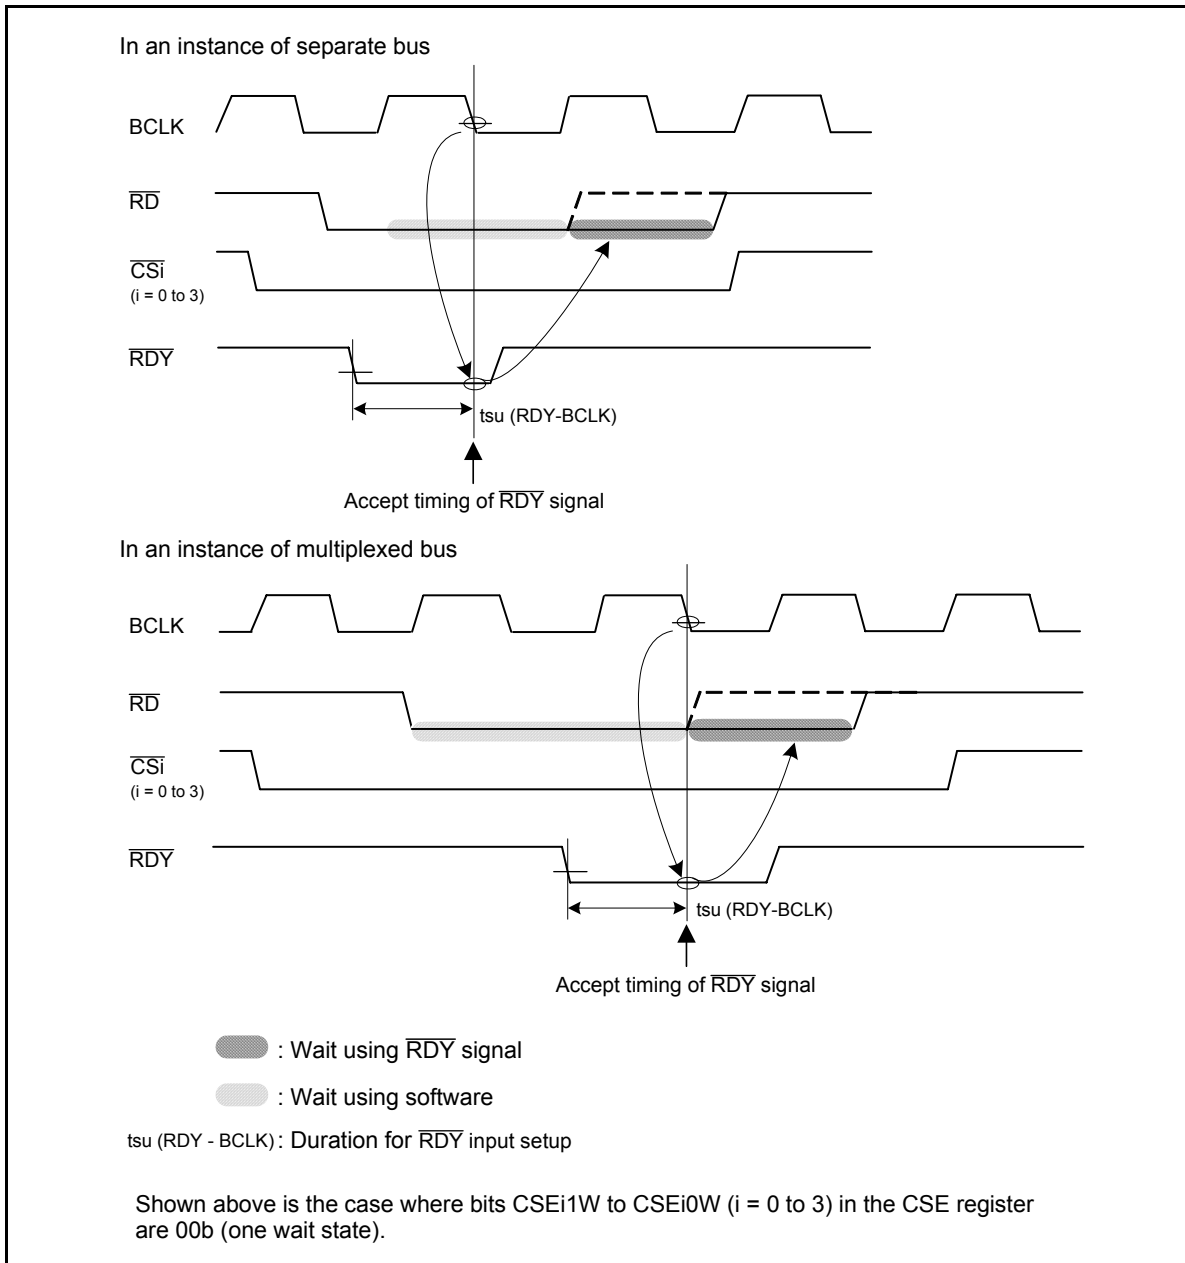 In an instance of separate bus
BCLK
RD
CSi
(i = 0 to 3)
RDY
tsu (RDY-BCLK)
Accept timing of RDY signal
In an instance of multiplexed bus
BCLK
RD
CSi
(i = 0 to 3)
RDY
tsu (RDY-BCLK)
Accept timing of RDY signal
: Wait using RDY signal
: Wait using software
tsu (RDY - BCLK) : Duration for RDY input setup
Shown above is the case where bits CSEi1W to CSEi0W (i = 0 to 3) in the CSE register
are 00b (one wait state).